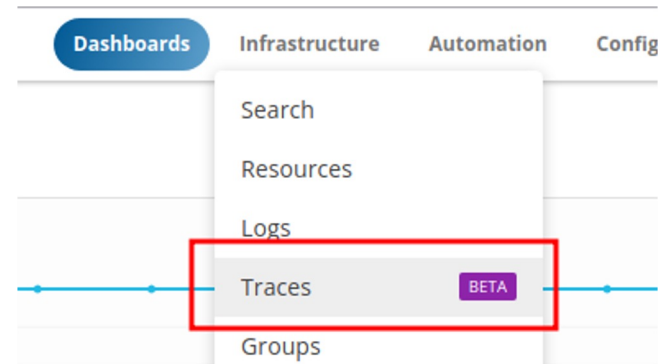 Dashboards Infrastructure Automation Config
Search
Resources
Logs
Traces BETA
Groups